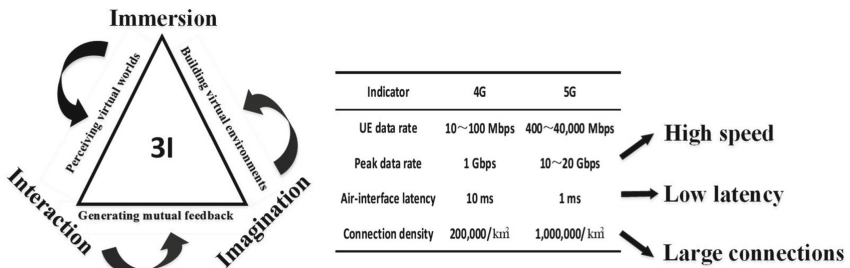 Immersion
Perceiving virtual worlds
Building virtual environments
3I
Interaction
Generating mutual feedback
Imagination
Indicator 4G 5G
UE data rate 10~100 Mbps 400~40,000 Mbps
Peak data rate 1 Gbps 10~20 Gbps
Air-interface latency 10 ms 1 ms
Connection density 200,000/km² 1,000,000/km²
High speed
Low latency
Large connections